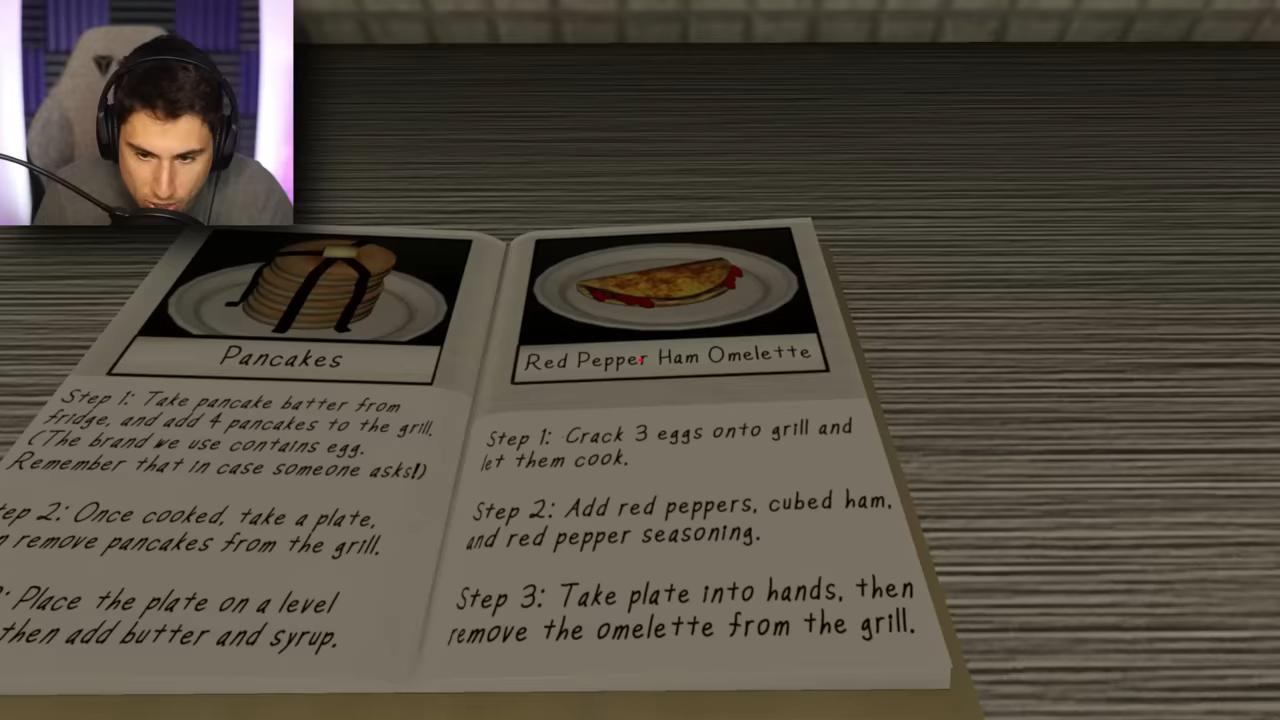 Pancakes
Step 1: Take pancake batter from
fridge, and add 4 pancakes to the grill.
(The brand we use contains egg.
Remember that in case someone asks!)
2: Once cooked, take a plate,
remove pancakes from the grill.
Place the plate on a level
then add butter and syrup.
Red Pepper Ham Omelette
Step 1: Crack 3 eggs onto grill and
let them cook.
Step 2: Add red peppers, cubed ham,
and red pepper seasoning.
Step 3: Take plate into hands, then
remove the omelette from the grill.